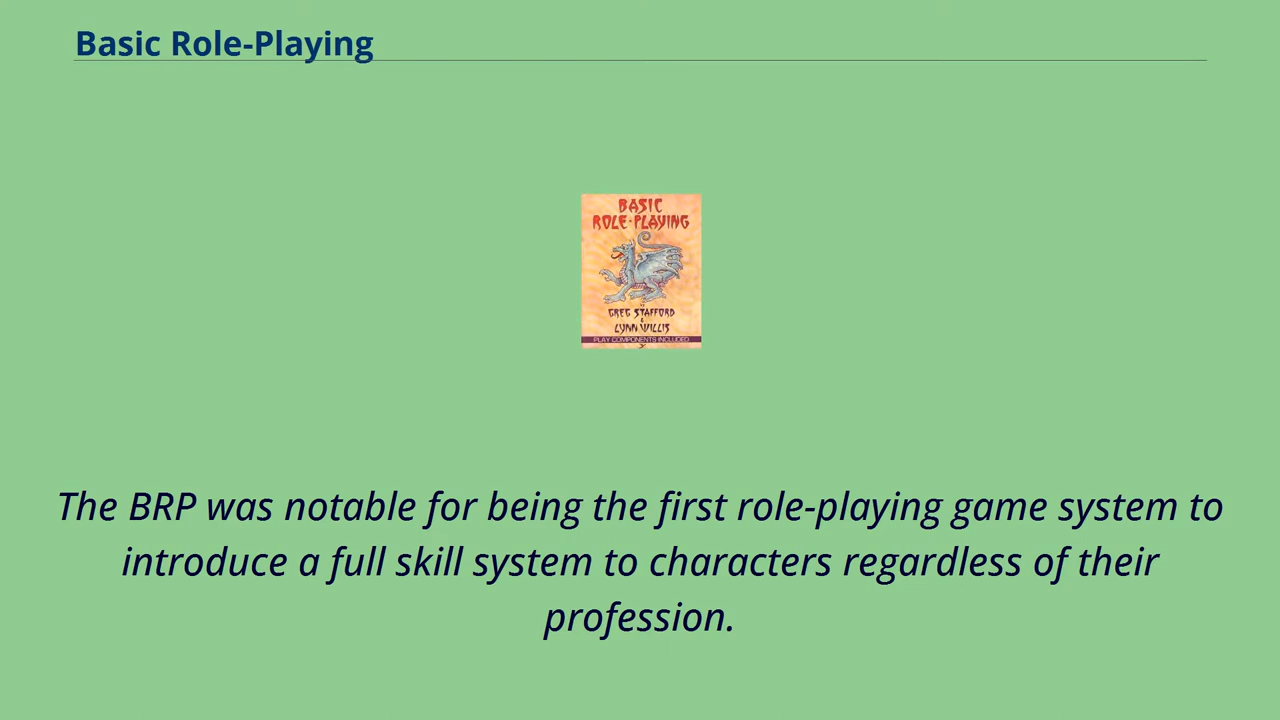 Basic Role-Playing
BASIC
ROLE-PLAYING
GREG STAFFORD
&
LYNN WILLIS
PLAY COMPONENTS INCLUDED
The BRP was notable for being the first role-playing game system to
introduce a full skill system to characters regardless of their
profession.